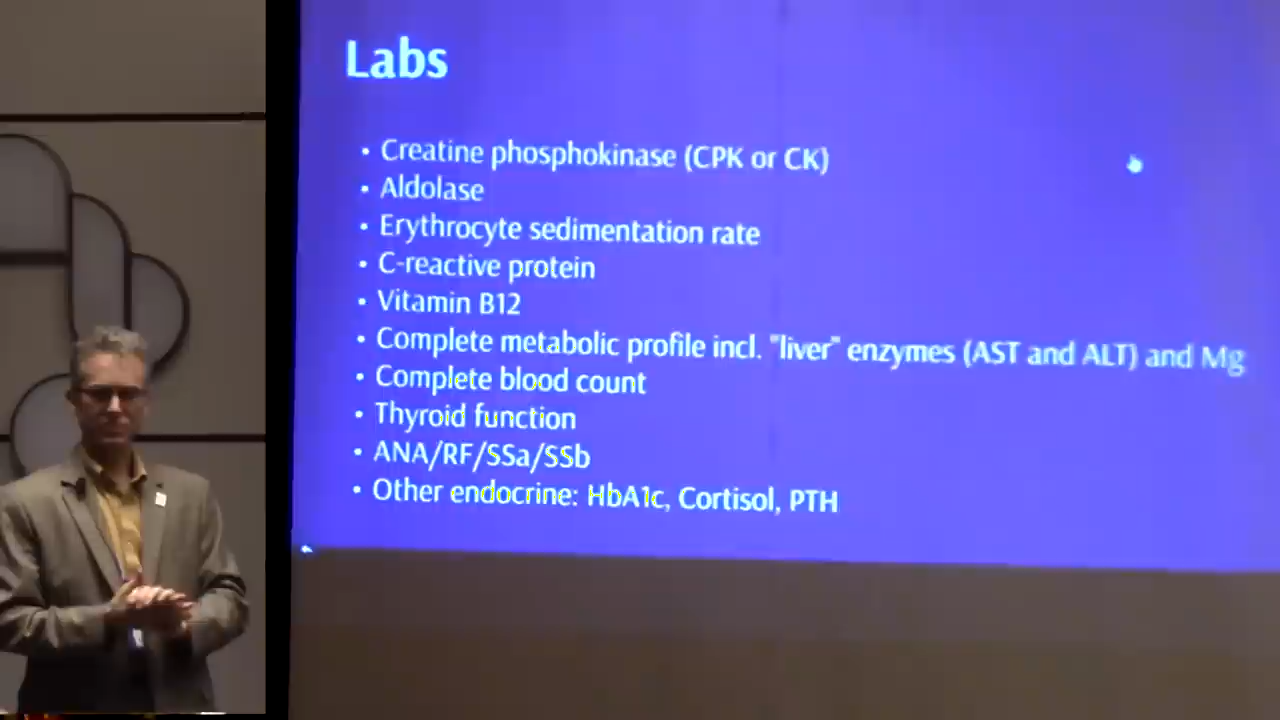 Labs
• Creatine phosphokinase (CPK or CK)
• Aldolase
• Erythrocyte sedimentation rate
• C-reactive protein
• Vitamin B12
• Complete metabolic profile incl. "liver" enzymes (AST and ALT) and Mg
• Complete blood count
• Thyroid function
• ANA/RF/SSa/SSb
• Other endocrine: HbA1c, Cortisol, PTH